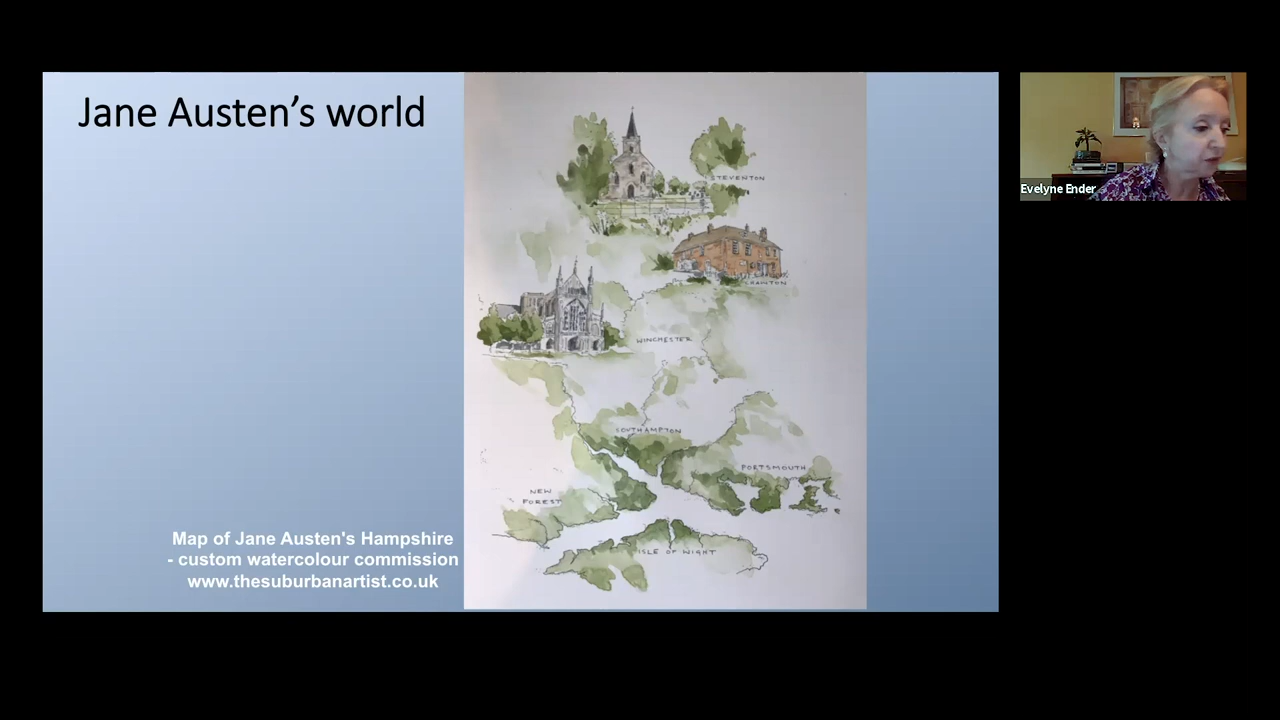 Jane Austen's world
STEVENTON
CHAWTON
WINCHESTER
SOUTHAMPTON
PORTSMOUTH
NEW
FOREST
ISLE OF WIGHT
Map of Jane Austen's Hampshire
- custom watercolour commission
www.thesuburbanartist.co.uk
Evelyne Ender